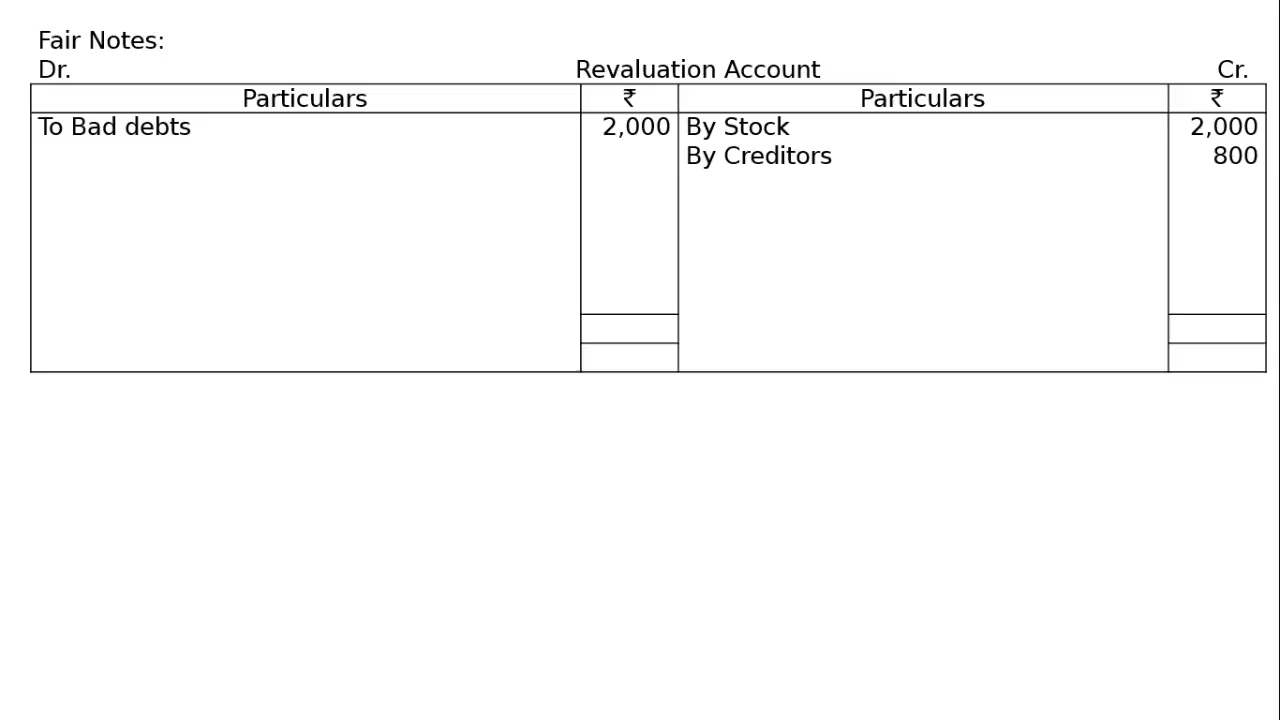 Fair Notes:
Dr. Revaluation Account Cr.
Particulars ₹ Particulars ₹
To Bad debts 2,000 By Stock 2,000
By Creditors 800